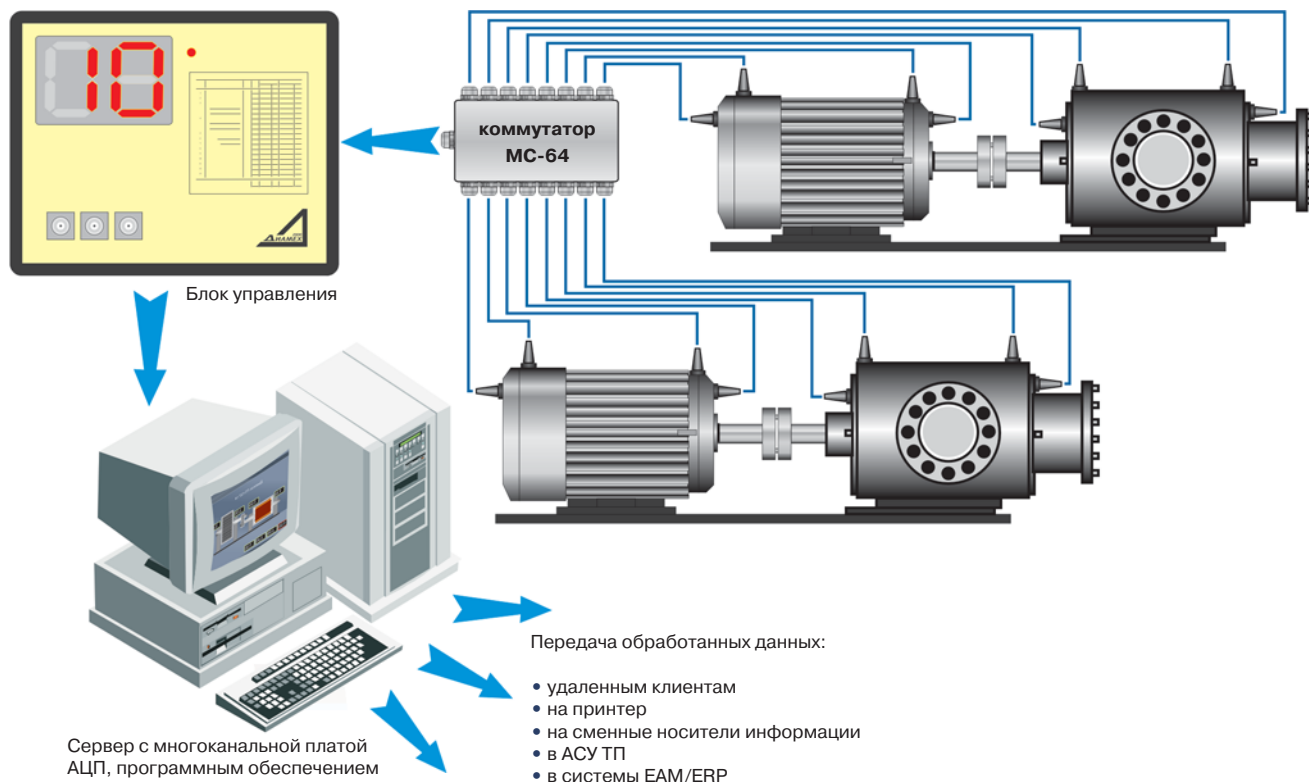 10
коммутатор
МС-64
ДИАМЕХ
Блок управления
Передача обработанных данных:
• удаленным клиентам
• на принтер
• на сменные носители информации
• в АСУ ТП
• в системы EAM/ERP
Сервер с многоканальной платой
АЦП, программным обеспечением